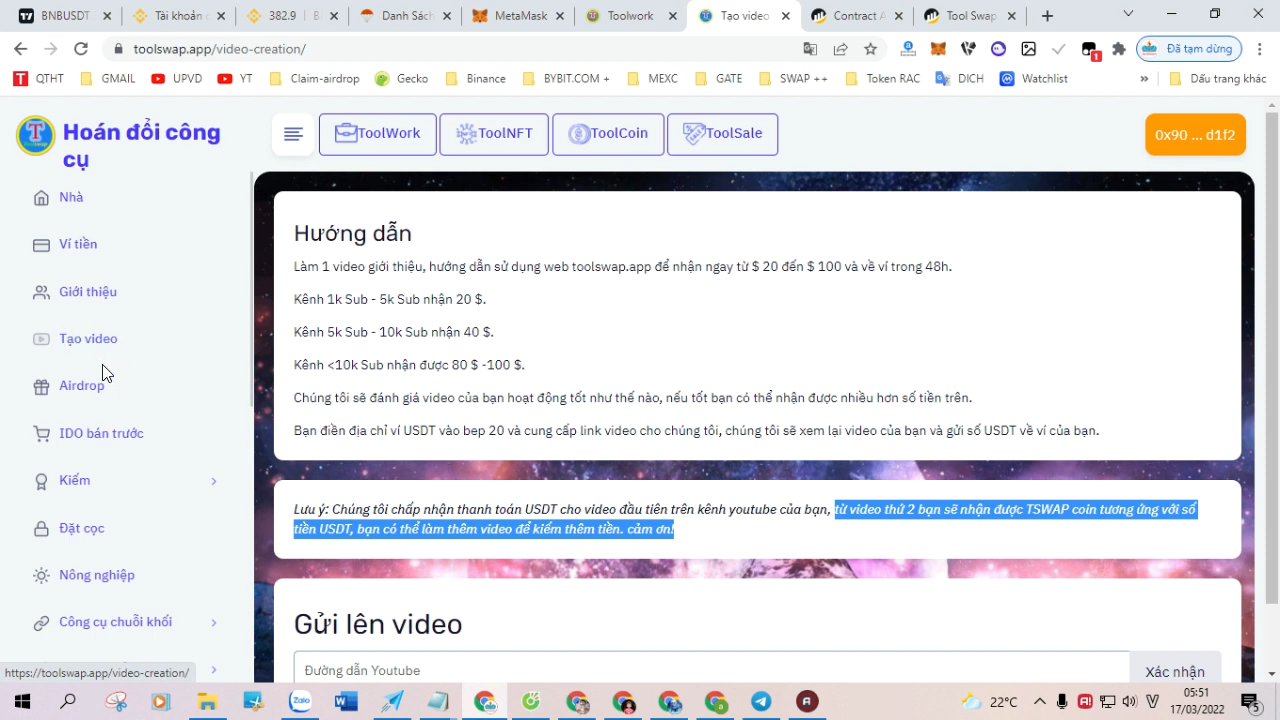 BNBUSDT
Tài khoản
382.9
Danh Sác
MetaMask
Toolwork
Tạo video
Contract A
Tool Swap
toolswap.app/video-creation/
1
Đã tạm dừng
QTHT
GMAIL
UPVD
YT
Claim-airdrop
Gecko
Binance
BYBIT.COM +
MEXC
GATE
SWAP ++
Token RAC
DICH
Watchlist
»
Dấu trang khác
Hoán đổi công
cụ
ToolWork
ToolNFT
ToolCoin
ToolSale
0x90 ... d1f2
Nhà
Ví tiền
Giới thiệu
Tạo video
Airdrop
IDO bán trước
Kiếm
Đặt cọc
Nông nghiệp
Công cụ chuỗi khối
Hướng dẫn
Làm 1 video giới thiệu, hướng dẫn sử dụng web toolswap.app để nhận ngay từ $ 20 đến $ 100 và về ví trong 48h.
Kênh 1k Sub - 5k Sub nhận 20 $.
Kênh 5k Sub - 10k Sub nhận 40 $.
Kênh <10k Sub nhận được 80 $ -100 $.
Chúng tôi sẽ đánh giá video của bạn hoạt động tốt như thế nào, nếu tốt bạn có thể nhận được nhiều hơn số tiền trên.
Bạn điền địa chỉ ví USDT vào bep 20 và cung cấp link video cho chúng tôi, chúng tôi sẽ xem lại video của bạn và gửi số USDT về ví của bạn.
Lưu ý: Chúng tôi chấp nhận thanh toán USDT cho video đầu tiên trên kênh youtube của bạn, từ video thứ 2 bạn sẽ nhận được TSWAP coin tương ứng với số
tiền USDT, bạn có thể làm thêm video để kiếm thêm tiền. cảm ơn!
Gửi lên video
Đường dẫn Youtube
Xác nhận
https://toolswap.app/video-creation/
Zalo
22°C
05:51
17/03/2022
5